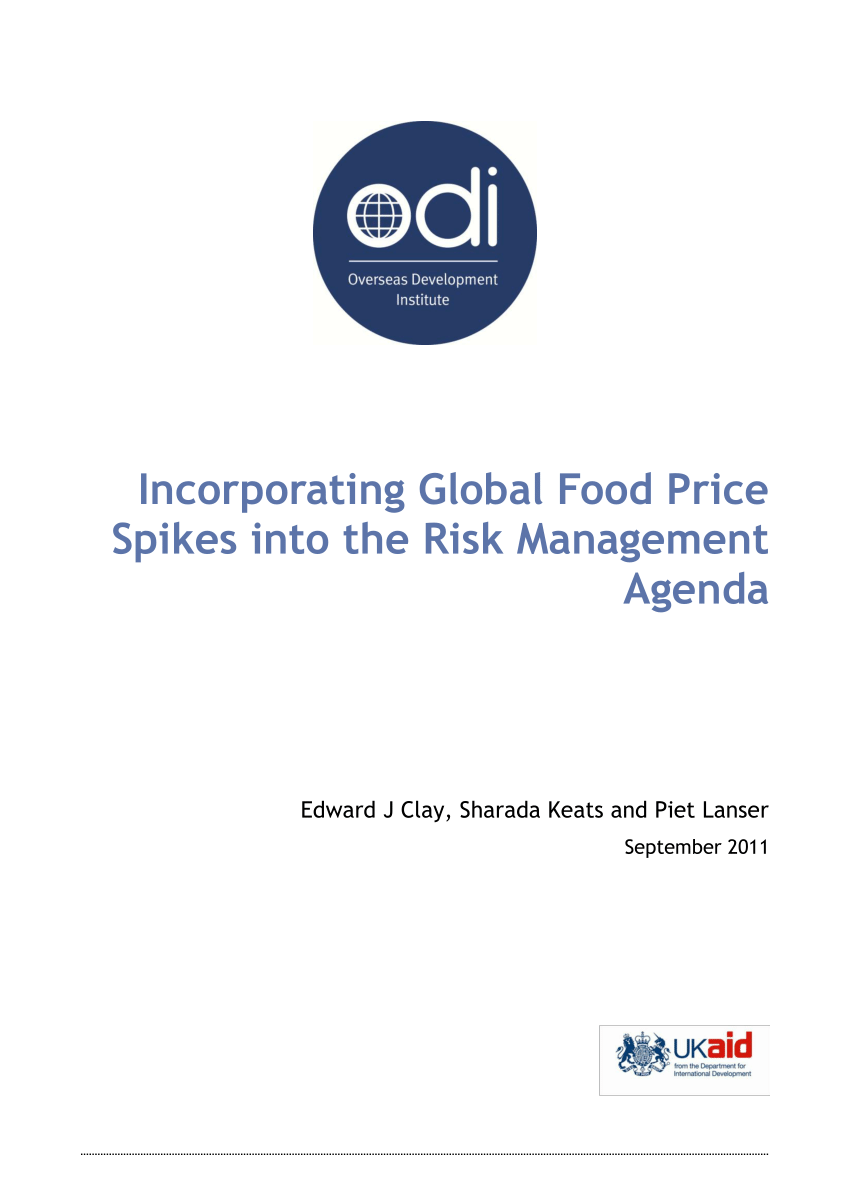 odi
Overseas Development
Institute
Incorporating Global Food Price
Spikes into the Risk Management
Agenda
Edward J Clay, Sharada Keats and Piet Lanser
September 2011
UKaid
from the Department for
International Development